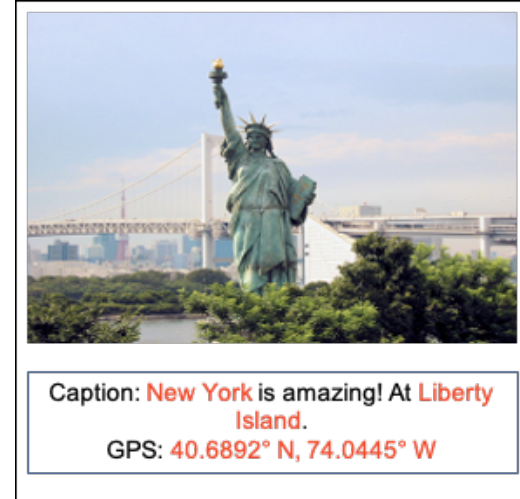 Caption: New York is amazing! At Liberty
Island.
GPS: 40.6892° N, 74.0445° W